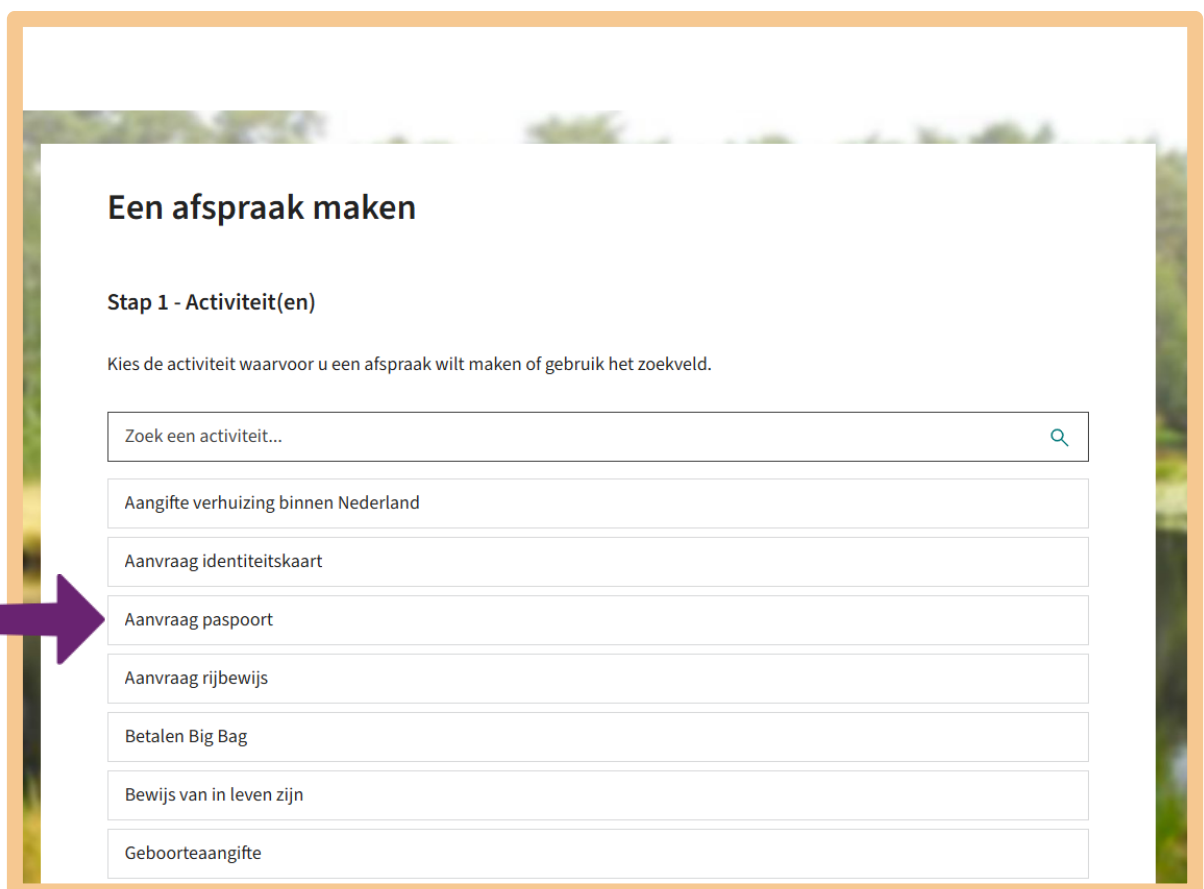 Een afspraak maken
Stap 1 - Activiteit(en)
Kies de activiteit waarvoor u een afspraak wilt maken of gebruik het zoekveld.
Zoek een activiteit...
Aangifte verhuizing binnen Nederland
Aanvraag identiteitskaart
Aanvraag paspoort
Aanvraag rijbewijs
Betalen Big Bag
Bewijs van in leven zijn
Geboorteaangifte